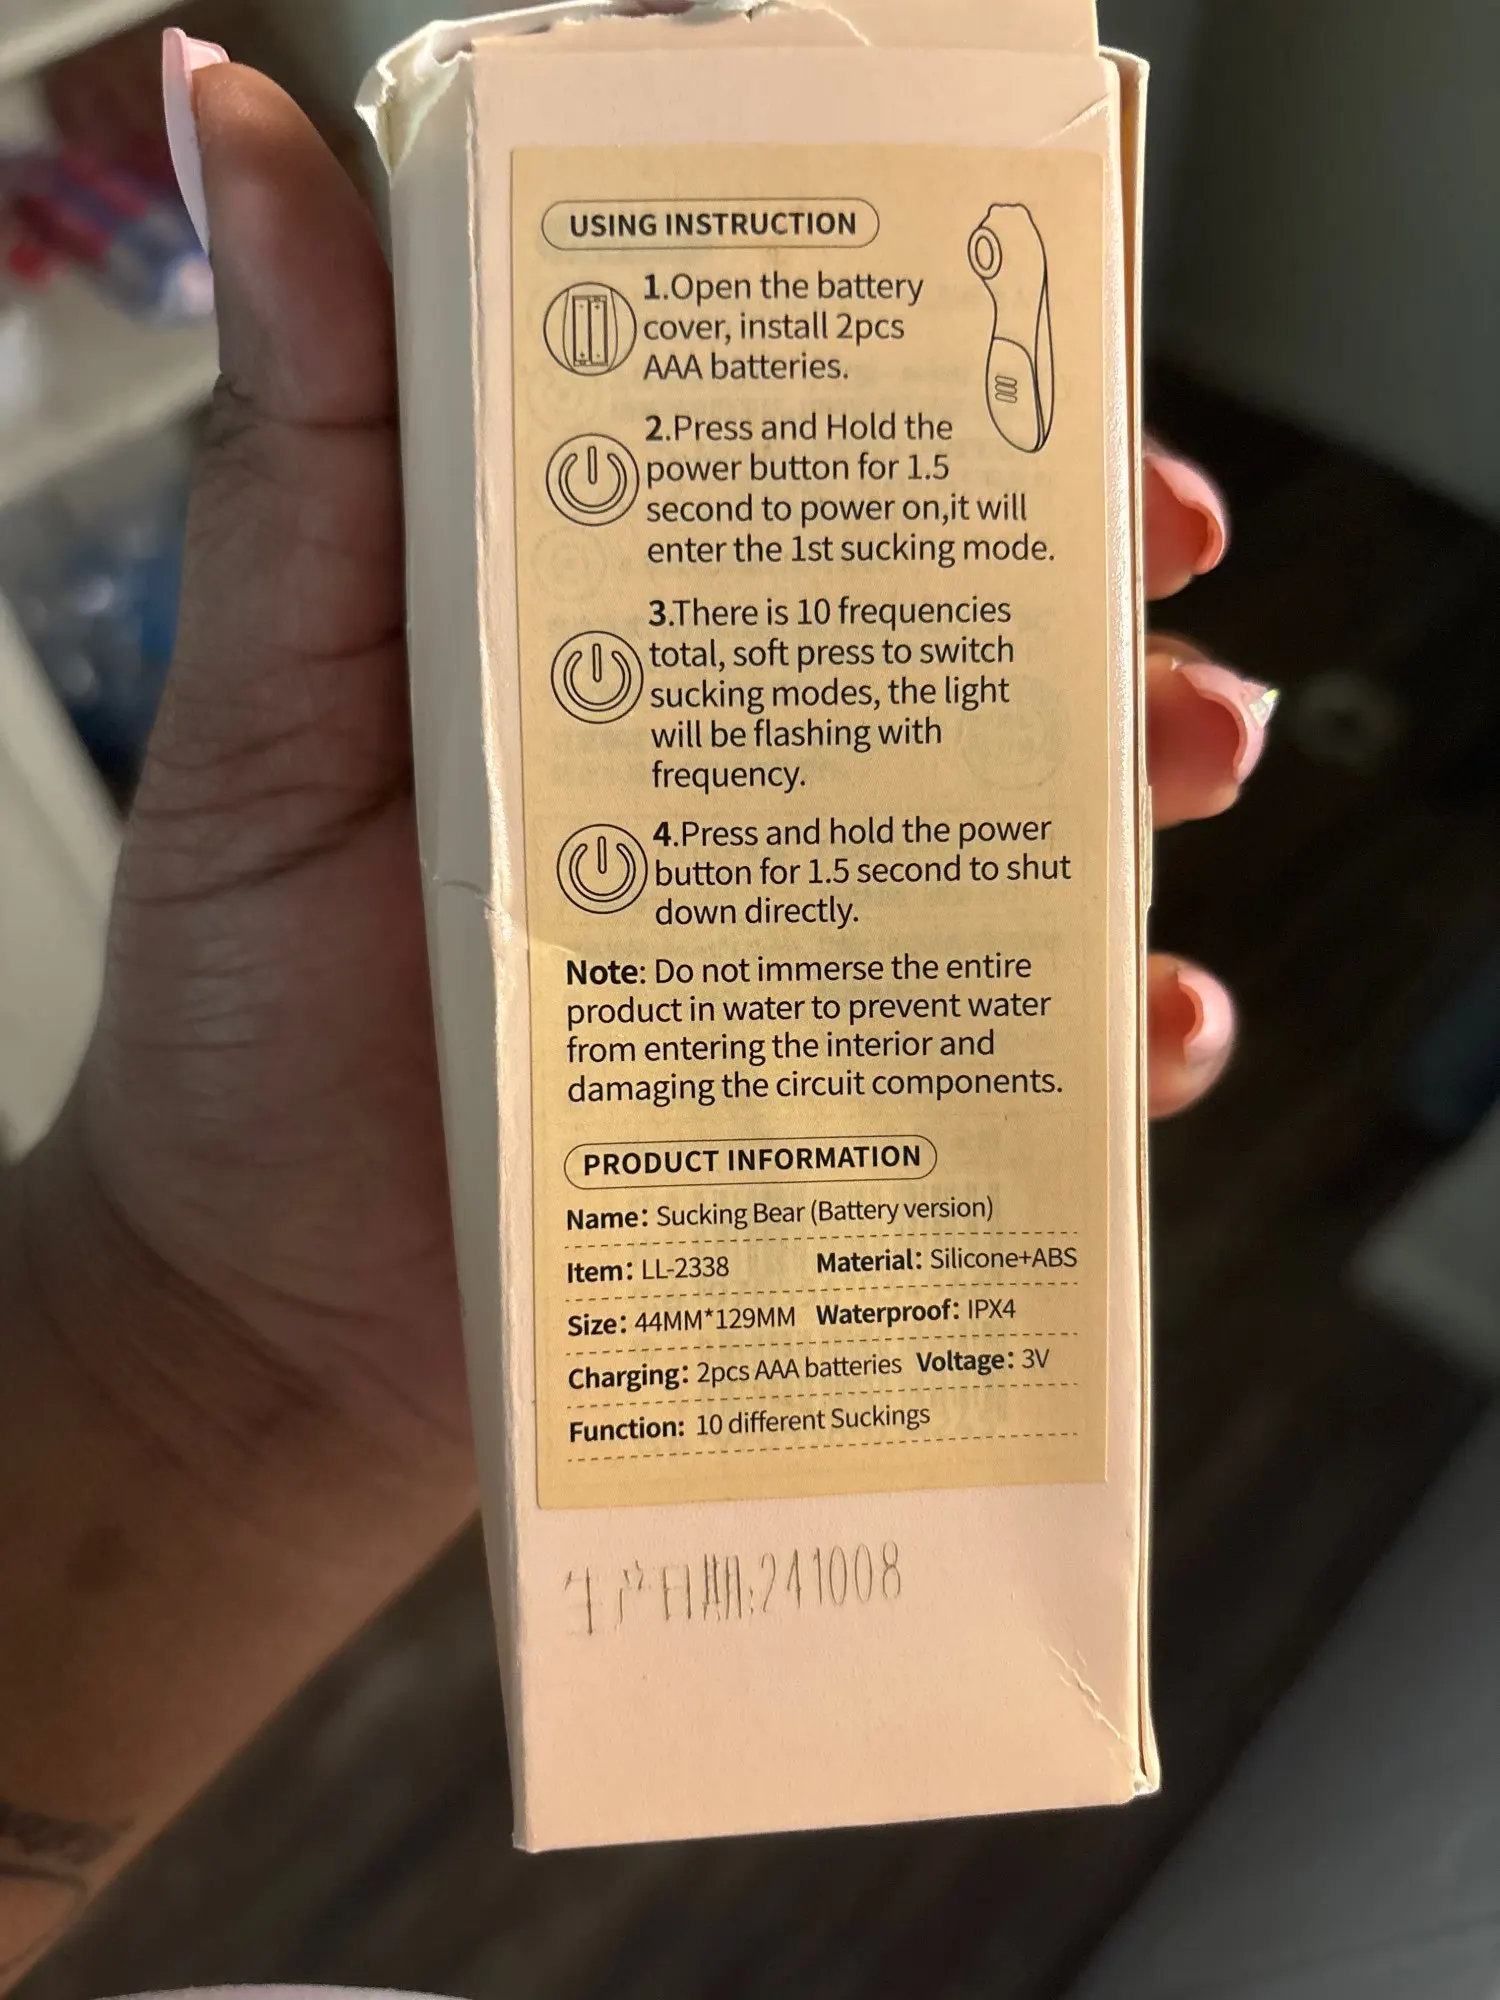 USING INSTRUCTION
1.Open the battery
cover, install 2pcs
AAA batteries.
2.Press and Hold the
power button for 1.5
second to power on,it will
enter the 1st sucking mode.
3.There is 10 frequencies
total, soft press to switch
sucking modes, the light
will be flashing with
frequency.
4.Press and hold the power
button for 1.5 second to shut
down directly.
Note: Do not immerse the entire
product in water to prevent water
from entering the interior and
damaging the circuit components.
PRODUCT INFORMATION
Name: Sucking Bear (Battery version)
Item: LL-2338 Material: Silicone+ABS
Size: 44MM*129MM Waterproof: IPX4
Charging: 2pcs AAA batteries Voltage: 3V
Function: 10 different Suckings
生产日期:241008